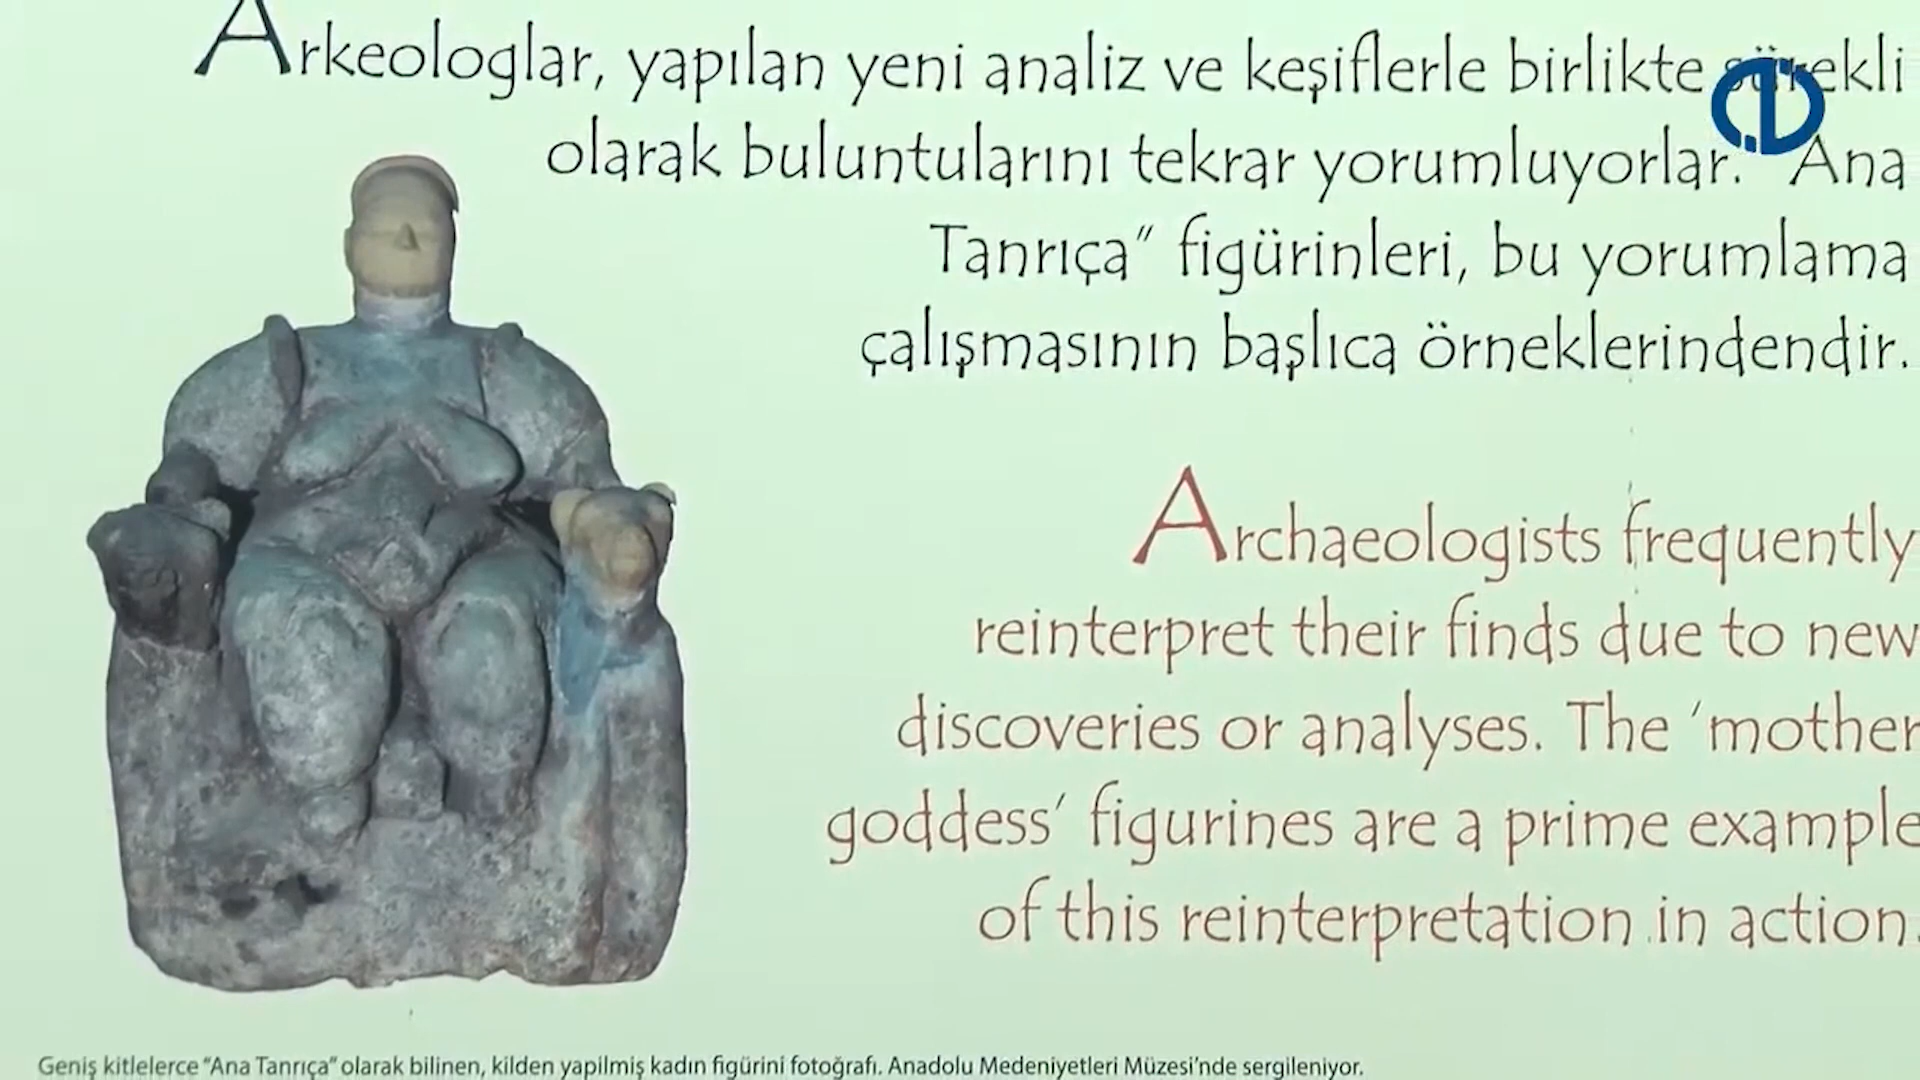 Arkeologlar, yapılan yeni analiz ve keşiflerle birlikte sürekli
olarak buluntularını tekrar yorumluyorlar. "Ana
Tanrıça" figürinleri, bu yorumlama
çalışmasının başlıca örneklerindendir.
Archaeologists frequently
reinterpret their finds due to new
discoveries or analyses. The 'mother
goddess' figurines are a prime example
of this reinterpretation in action.
Geniş kitlelerce "Ana Tanrıça" olarak bilinen, kilden yapılmiş kadın figürini fotoğrafı. Anadolu Medeniyetleri Müzesi'nde sergileniyor.